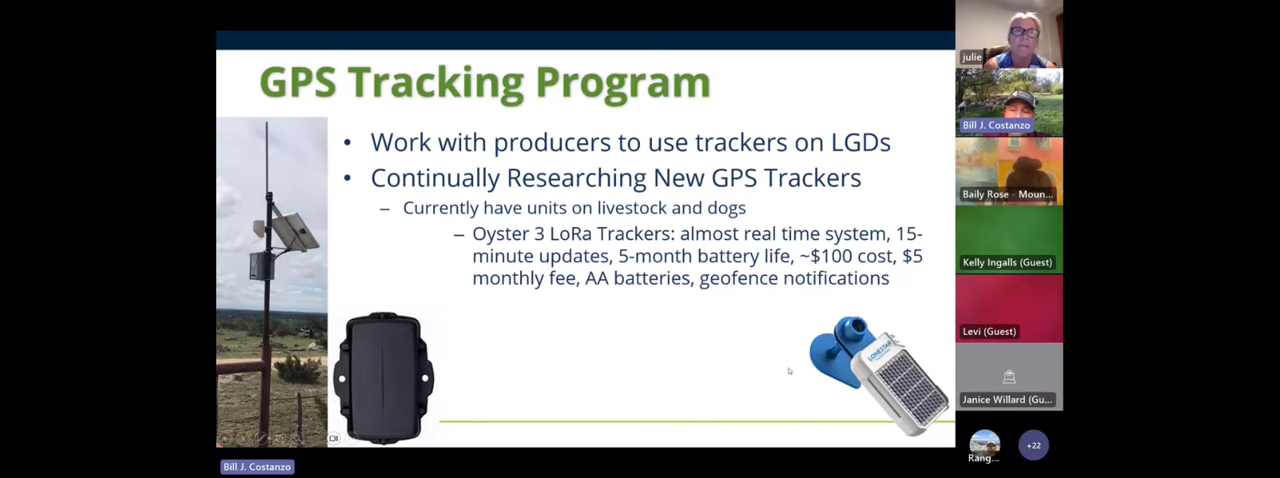 GPS Tracking Program
• Work with producers to use trackers on LGDs
• Continually Researching New GPS Trackers
– Currently have units on livestock and dogs
– Oyster 3 LoRa Trackers: almost real time system, 15-
minute updates, 5-month battery life, ~$100 cost, $5
monthly fee, AA batteries, geofence notifications
LONESTAR
Bill J. Costanzo
julie
Bill J. Costanzo
Baily Rose - Moun...
Kelly Ingalls (Guest)
Levi (Guest)
Janice Willard (Gu...
Rang...
+22